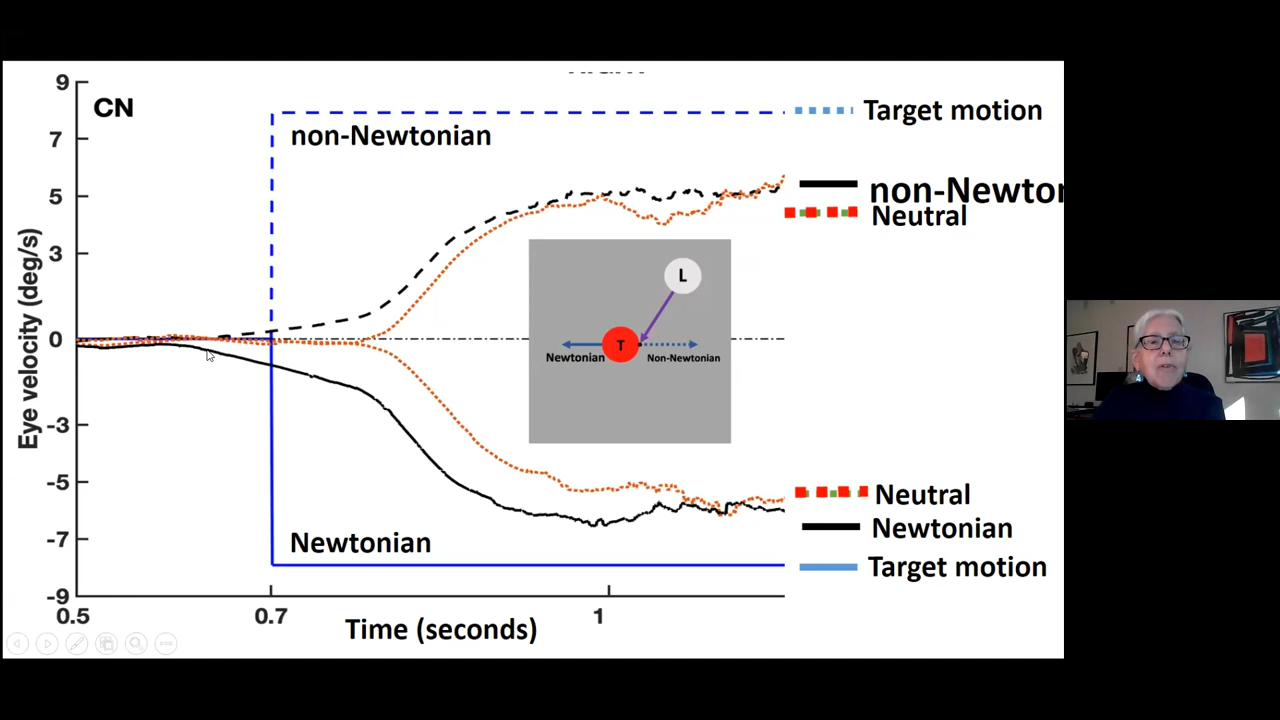 9
CN
7
5
3
0
-3
-5
-7
-9
Eye velocity (deg/s)
non-Newtonian
Newtonian
L
T
Newtonian
Non-Newtonian
0.5
0.7
1
Time (seconds)
Target motion
non-Newton
Neutral
Neutral
Newtonian
Target motion